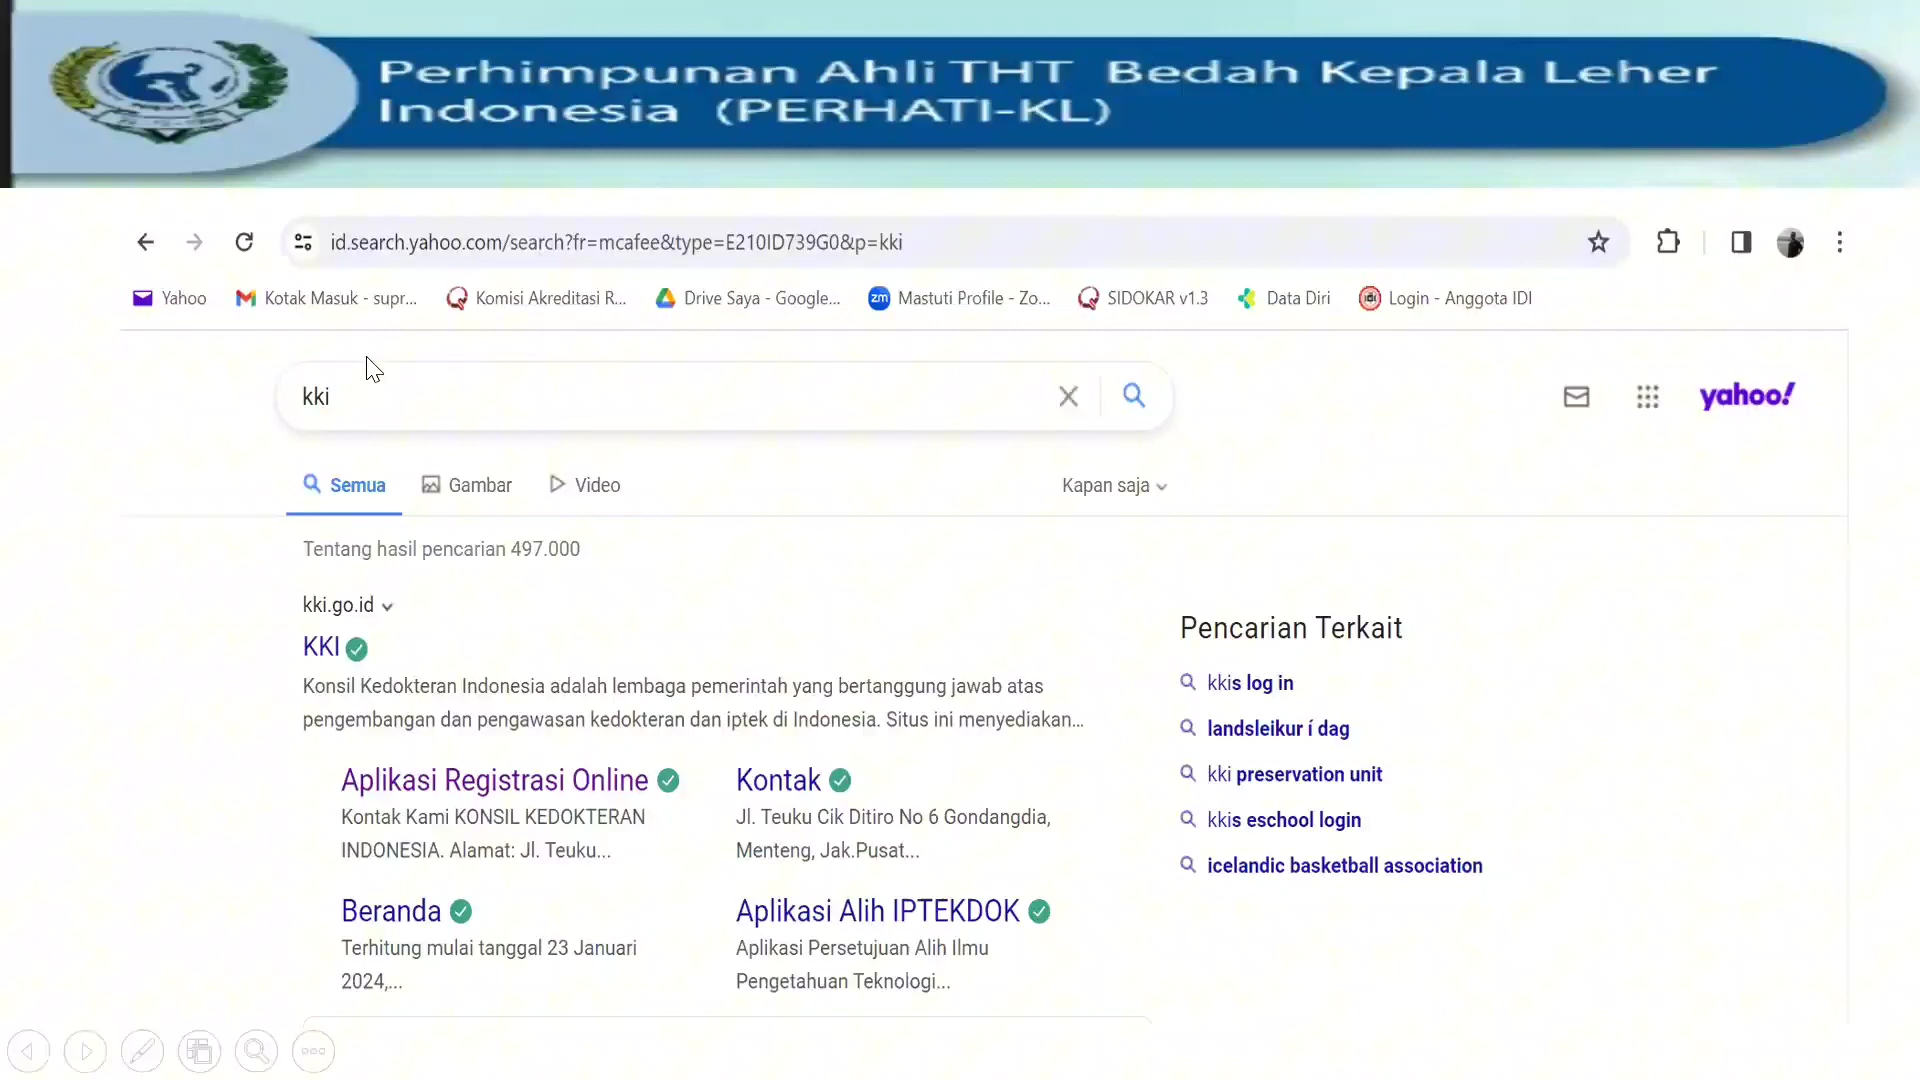 Perhimpunan Ahli THT Bedah Kepala Leher
Indonesia (PERHATI-KL)
id.search.yahoo.com/search?fr=mcafee&type=E210ID739G0&p=kki
Yahoo
Kotak Masuk - supr...
Komisi Akreditasi R...
Drive Saya - Google...
zm
Mastuti Profile - Zo...
SIDOKAR v1.3
Data Diri
Login - Anggota IDI
kki
yahoo!
Semua
Gambar
Video
Kapan saja
Tentang hasil pencarian 497.000
kki.go.id
KKI
Konsil Kedokteran Indonesia adalah lembaga pemerintah yang bertanggung jawab atas
pengembangan dan pengawasan kedokteran dan iptek di Indonesia. Situs ini menyediakan...
Aplikasi Registrasi Online
Kontak Kami KONSIL KEDOKTERAN
INDONESIA. Alamat: Jl. Teuku...
Kontak
Jl. Teuku Cik Ditiro No 6 Gondangdia,
Menteng, Jak.Pusat...
Beranda
Terhitung mulai tanggal 23 Januari
2024,...
Aplikasi Alih IPTEKDOK
Aplikasi Persetujuan Alih Ilmu
Pengetahuan Teknologi...
Pencarian Terkait
kkis log in
landsleikur í dag
kki preservation unit
kkis eschool login
icelandic basketball association